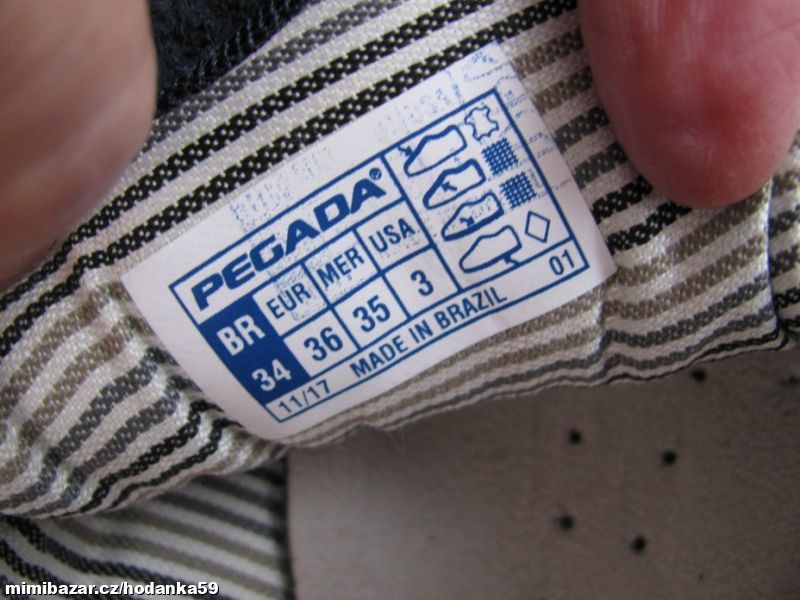 PEGADA®
BR EUR MER USA
34 36 35 3
11/17 MADE IN BRAZIL 01
mimibazar.cz/hodanka59